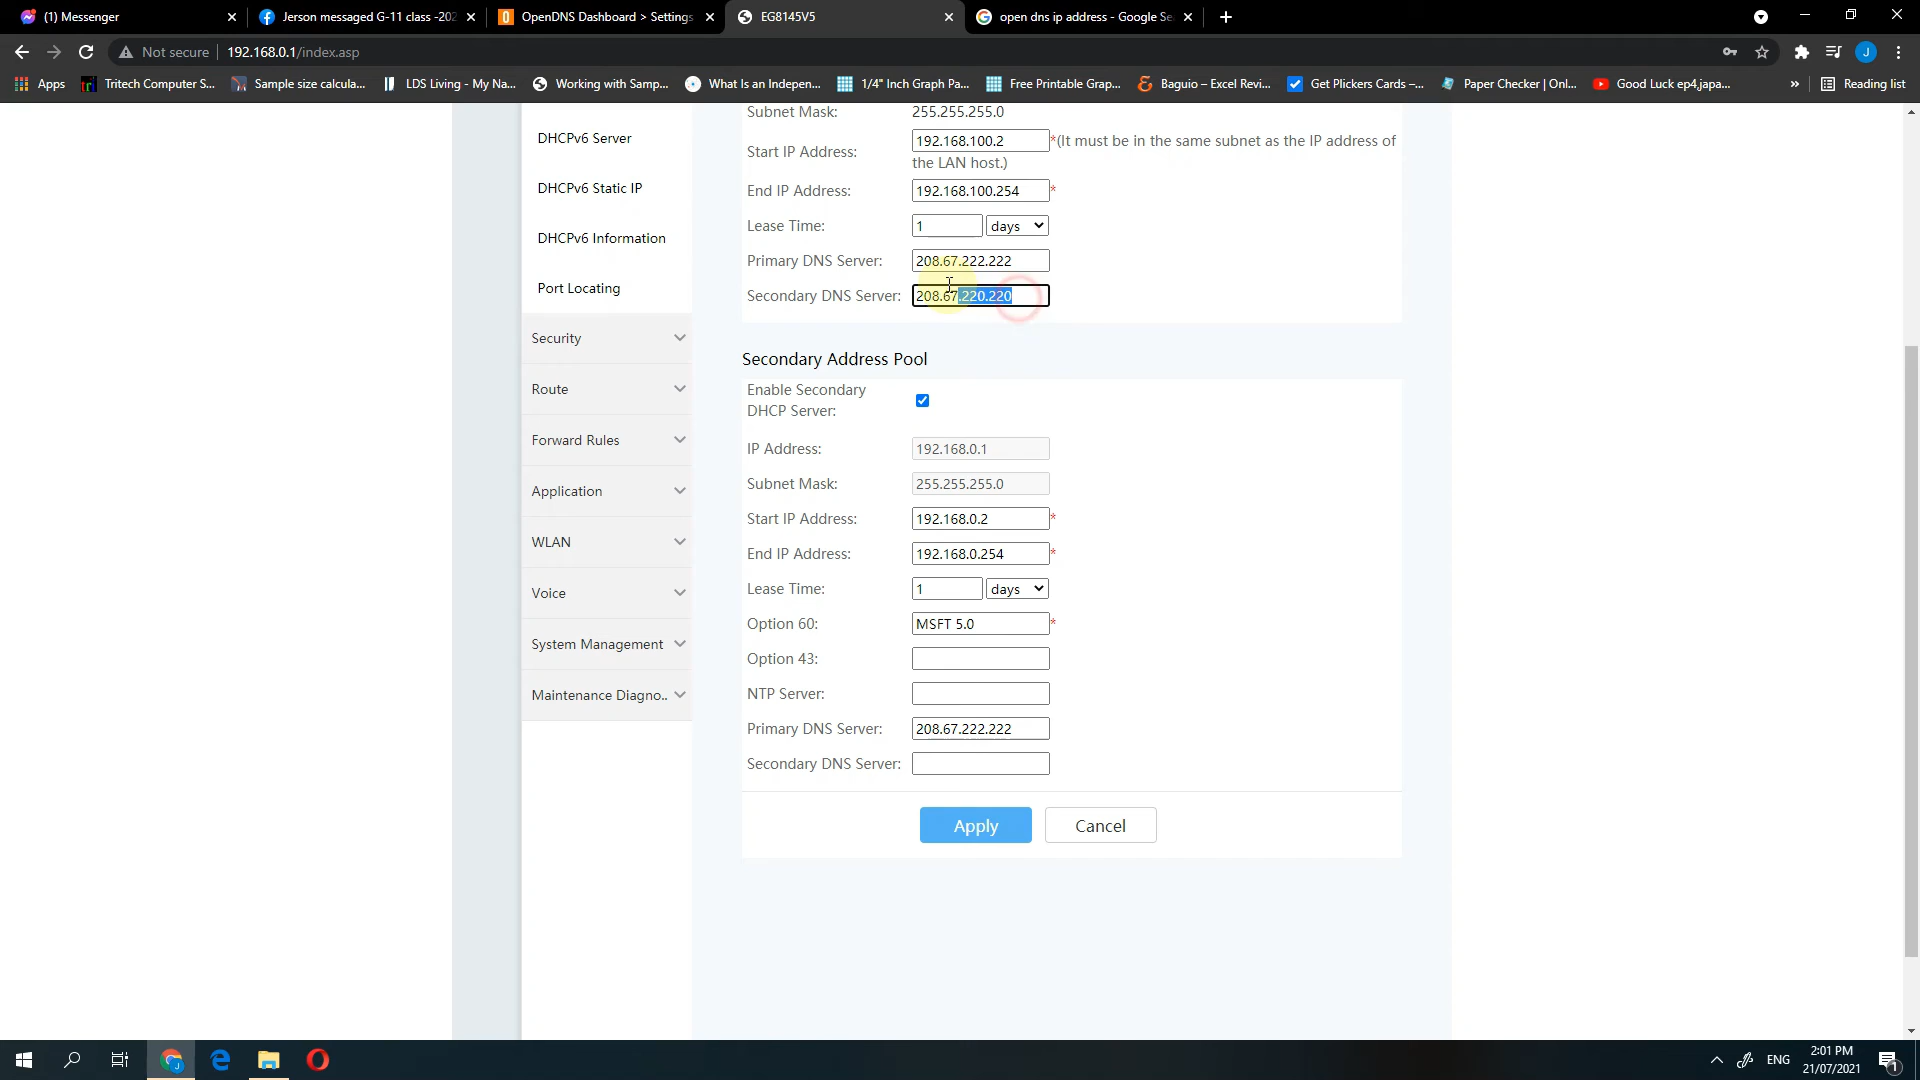 (1) Messenger
Jerson messaged G-11 class -202
OpenDNS Dashboard > Settings
EG8145V5
open dns ip address - Google Se
Not secure
192.168.0.1/index.asp
Apps
Tritech Computer S...
Sample size calcula...
LDS Living - My Na...
Working with Samp...
What Is an Indepen...
1/4" Inch Graph Pa...
Free Printable Grap...
Baguio – Excel Revi...
Get Plickers Cards –...
Paper Checker | Onl...
Good Luck ep4,japa...
»
Reading list
DHCPv6 Server
DHCPv6 Static IP
DHCPv6 Information
Port Locating
Security
Route
Forward Rules
Application
WLAN
Voice
System Management
Maintenance Diagno..
Subnet Mask: 255.255.255.0
Start IP Address: 192.168.100.2 *(It must be in the same subnet as the IP address of
the LAN host.)
End IP Address: 192.168.100.254 *
Lease Time: 1 days
Primary DNS Server: 208.67.222.222
Secondary DNS Server: 208.67.220.220
Secondary Address Pool
Enable Secondary
DHCP Server:
IP Address: 192.168.0.1
Subnet Mask: 255.255.255.0
Start IP Address: 192.168.0.2 *
End IP Address: 192.168.0.254 *
Lease Time: 1 days
Option 60: MSFT 5.0 *
Option 43:
NTP Server:
Primary DNS Server: 208.67.222.222
Secondary DNS Server:
Apply
Cancel
ENG
2:01 PM
21/07/2021
1
J